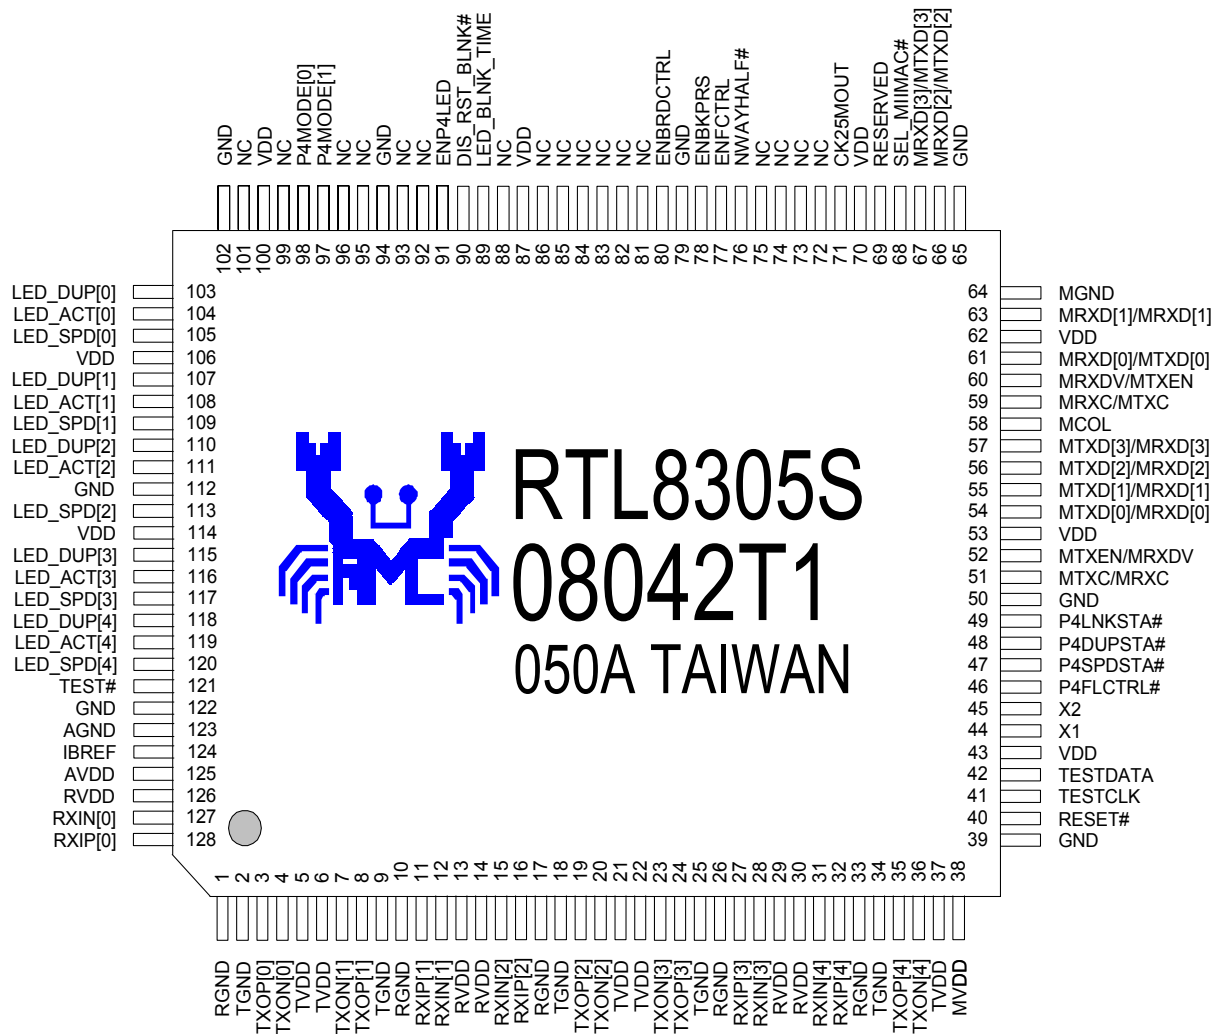 GND
NC
VDD
NC
P4MODE[0]
P4MODE[1]
NC
NC
GND
NC
NC
ENP4LED
DIS_RST_BLNK#
LED_BLNK_TIME
NC
VDD
NC
NC
NC
NC
NC
NC
ENBRDCTRL
GND
ENBKPRS
ENFCTRL
NWAYHALF#
NC
NC
NC
NC
CK25MOUT
VDD
RESERVED
SEL_MIIMAC#
MRXD[3]/MTXD[3]
MRXD[2]/MTXD[2]
GND
102
101
100
99
98
97
96
95
94
93
92
91
90
89
88
87
86
85
84
83
82
81
80
79
78
77
76
75
74
73
72
71
70
69
68
67
66
65
LED_DUP[0] 103
LED_ACT[0] 104
LED_SPD[0] 105
VDD 106
LED_DUP[1] 107
LED_ACT[1] 108
LED_SPD[1] 109
LED_DUP[2] 110
LED_ACT[2] 111
GND 112
LED_SPD[2] 113
VDD 114
LED_DUP[3] 115
LED_ACT[3] 116
LED_SPD[3] 117
LED_DUP[4] 118
LED_ACT[4] 119
LED_SPD[4] 120
TEST# 121
GND 122
AGND 123
IBREF 124
AVDD 125
RVDD 126
RXIN[0] 127
RXIP[0] 128
RTL8305S
08042T1
050A TAIWAN
64 MGND
63 MRXD[1]/MRXD[1]
62 VDD
61 MRXD[0]/MTXD[0]
60 MRXDV/MTXEN
59 MRXC/MTXC
58 MCOL
57 MTXD[3]/MRXD[3]
56 MTXD[2]/MRXD[2]
55 MTXD[1]/MRXD[1]
54 MTXD[0]/MRXD[0]
53 VDD
52 MTXEN/MRXDV
51 MTXC/MRXC
50 GND
49 P4LNKSTA#
48 P4DUPSTA#
47 P4SPDSTA#
46 P4FLCTRL#
45 X2
44 X1
43 VDD
42 TESTDATA
41 TESTCLK
40 RESET#
39 GND
1
2
3
4
5
6
7
8
9
10
11
12
13
14
15
16
17
18
19
20
21
22
23
24
25
26
27
28
29
30
31
32
33
34
35
36
37
38
RGND
TGND
TXOP[0]
TXON[0]
TVDD
TVDD
TXON[1]
TXOP[1]
TGND
RGND
RXIP[1]
RXIN[1]
RVDD
RVDD
RXIN[2]
RXIP[2]
RGND
TGND
TXOP[2]
TXON[2]
TVDD
TVDD
TXON[3]
TXOP[3]
TGND
RGND
RXIP[3]
RXIN[3]
RVDD
RVDD
RXIN[4]
RXIP[4]
RGND
TGND
TXOP[4]
TXON[4]
TVDD
MVDD